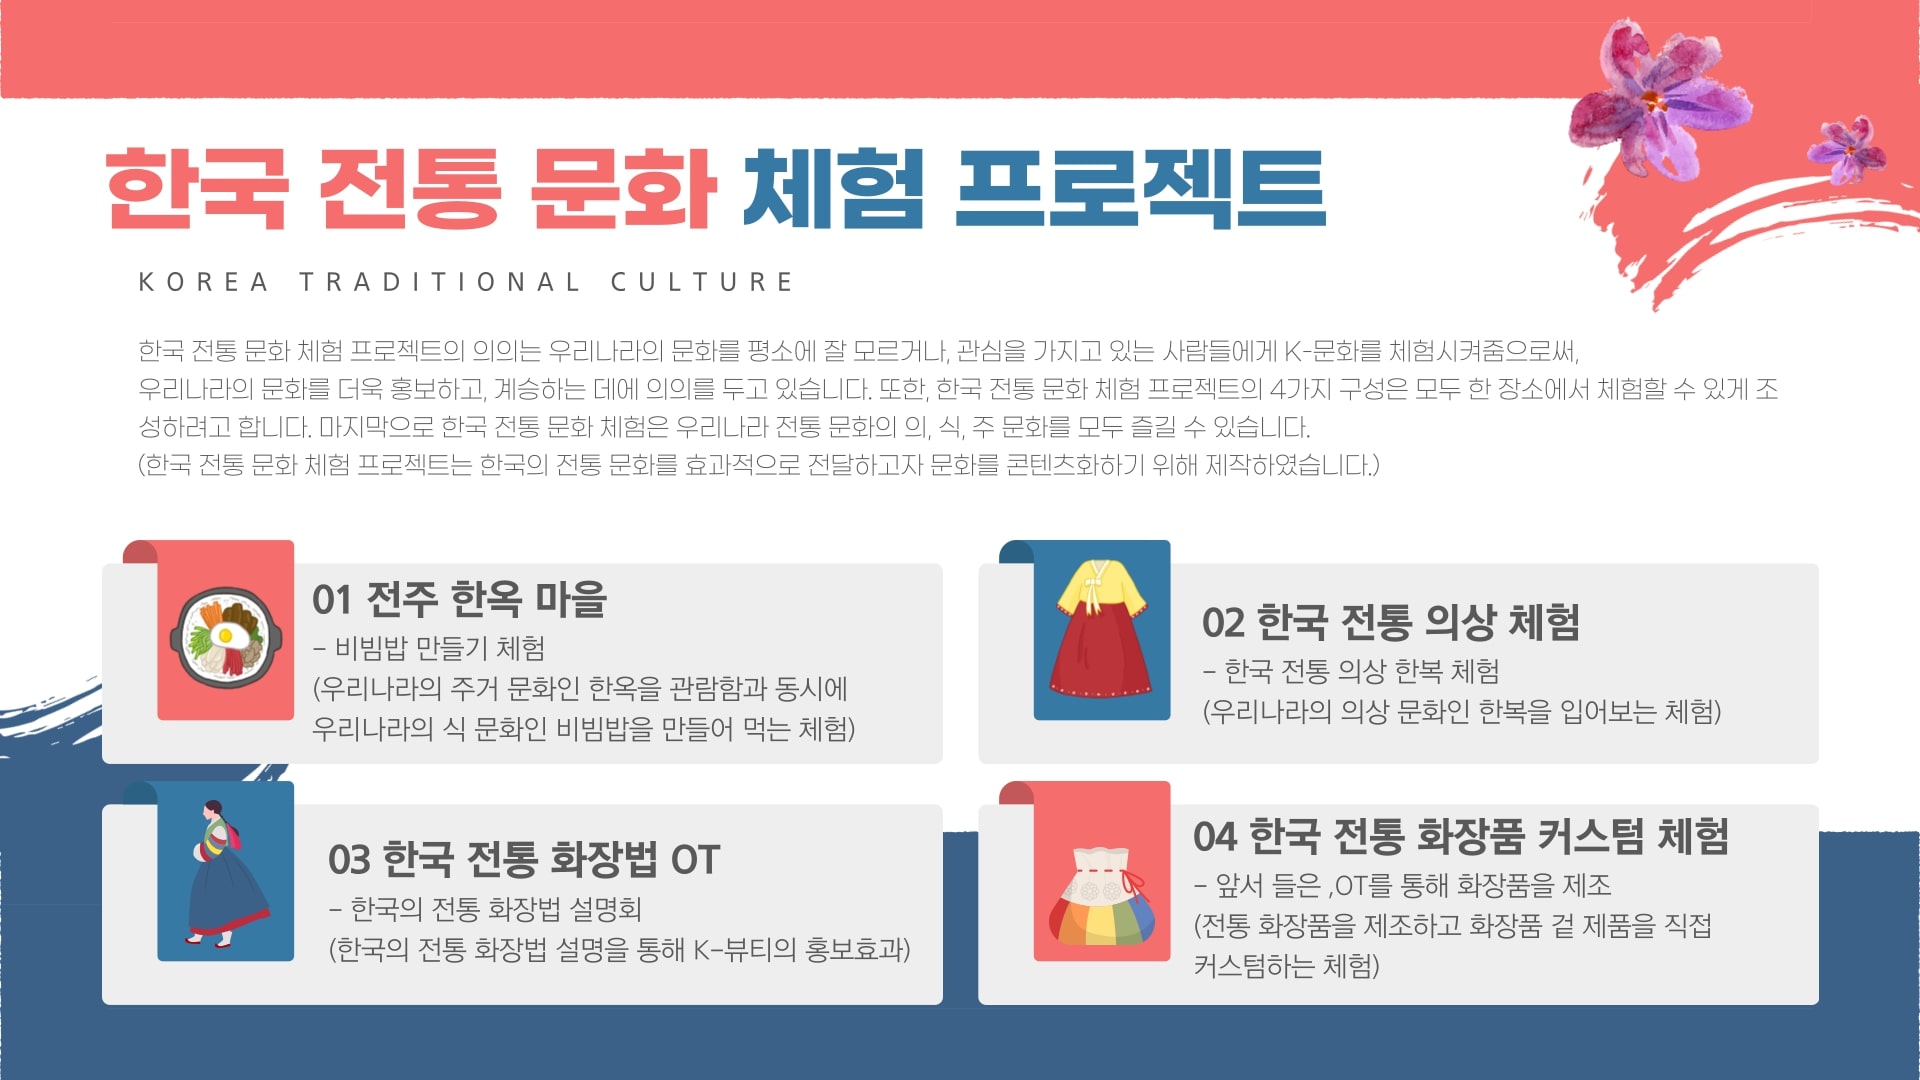 한국 전통 문화 체험 프로젝트
KOREA TRADITIONAL CULTURE
한국 전통 문화 체험 프로젝트의 의의는 우리나라의 문화를 평소에 잘 모르거나, 관심을 가지고 있는 사람들에게 K-문화를 체험시켜줌으로써,
우리나라의 문화를 더욱 홍보하고, 계승하는 데에 의의를 두고 있습니다. 또한, 한국 전통 문화 체험 프로젝트의 4가지 구성은 모두 한 장소에서 체험할 수 있게 조
성하려고 합니다. 마지막으로 한국 전통 문화 체험은 우리나라 전통 문화의 의, 식, 주 문화를 모두 즐길 수 있습니다.
(한국 전통 문화 체험 프로젝트는 한국의 전통 문화를 효과적으로 전달하고자 문화를 콘텐츠화하기 위해 제작하였습니다.)
01 전주 한옥 마을
- 비빔밥 만들기 체험
(우리나라의 주거 문화인 한옥을 관람함과 동시에
우리나라의 식 문화인 비빔밥을 만들어 먹는 체험)
02 한국 전통 의상 체험
- 한국 전통 의상 한복 체험
(우리나라의 의상 문화인 한복을 입어보는 체험)
03 한국 전통 화장법 OT
- 한국의 전통 화장법 설명회
(한국의 전통 화장법 설명을 통해 K-뷰티의 홍보효과)
04 한국 전통 화장품 커스텀 체험
- 앞서 들은 ,OT를 통해 화장품을 제조
(전통 화장품을 제조하고 화장품 겉 제품을 직접
커스텀하는 체험)